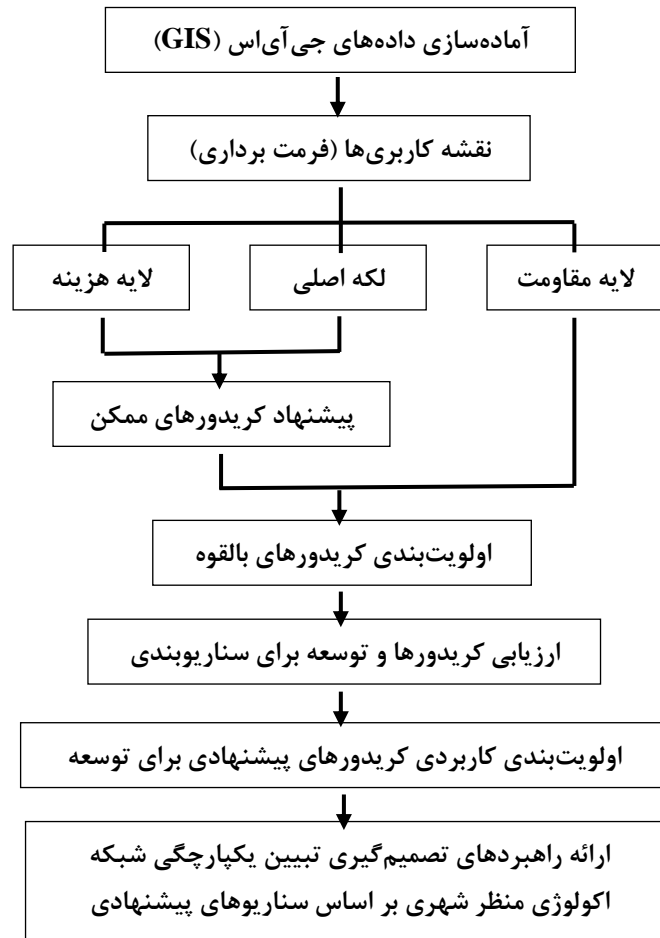 آماده‌سازی داده‌های جی‌آی‌اس (GIS)
نقشه کاربری‌ها (فرمت برداری)
لایه مقاومت
لکه اصلی
لایه هزینه
پیشنهاد کریدورهای ممکن
اولویت‌بندی کریدورهای بالقوه
ارزیابی کریدورها و توسعه برای سناریوبندی
اولویت‌بندی کاربردی کریدورهای پیشنهادی برای توسعه
ارائه راهبردهای تصمیم‌گیری تبیین یکپارچگی شبکه
اکولوژی منظر شهری بر اساس سناریوهای پیشنهادی